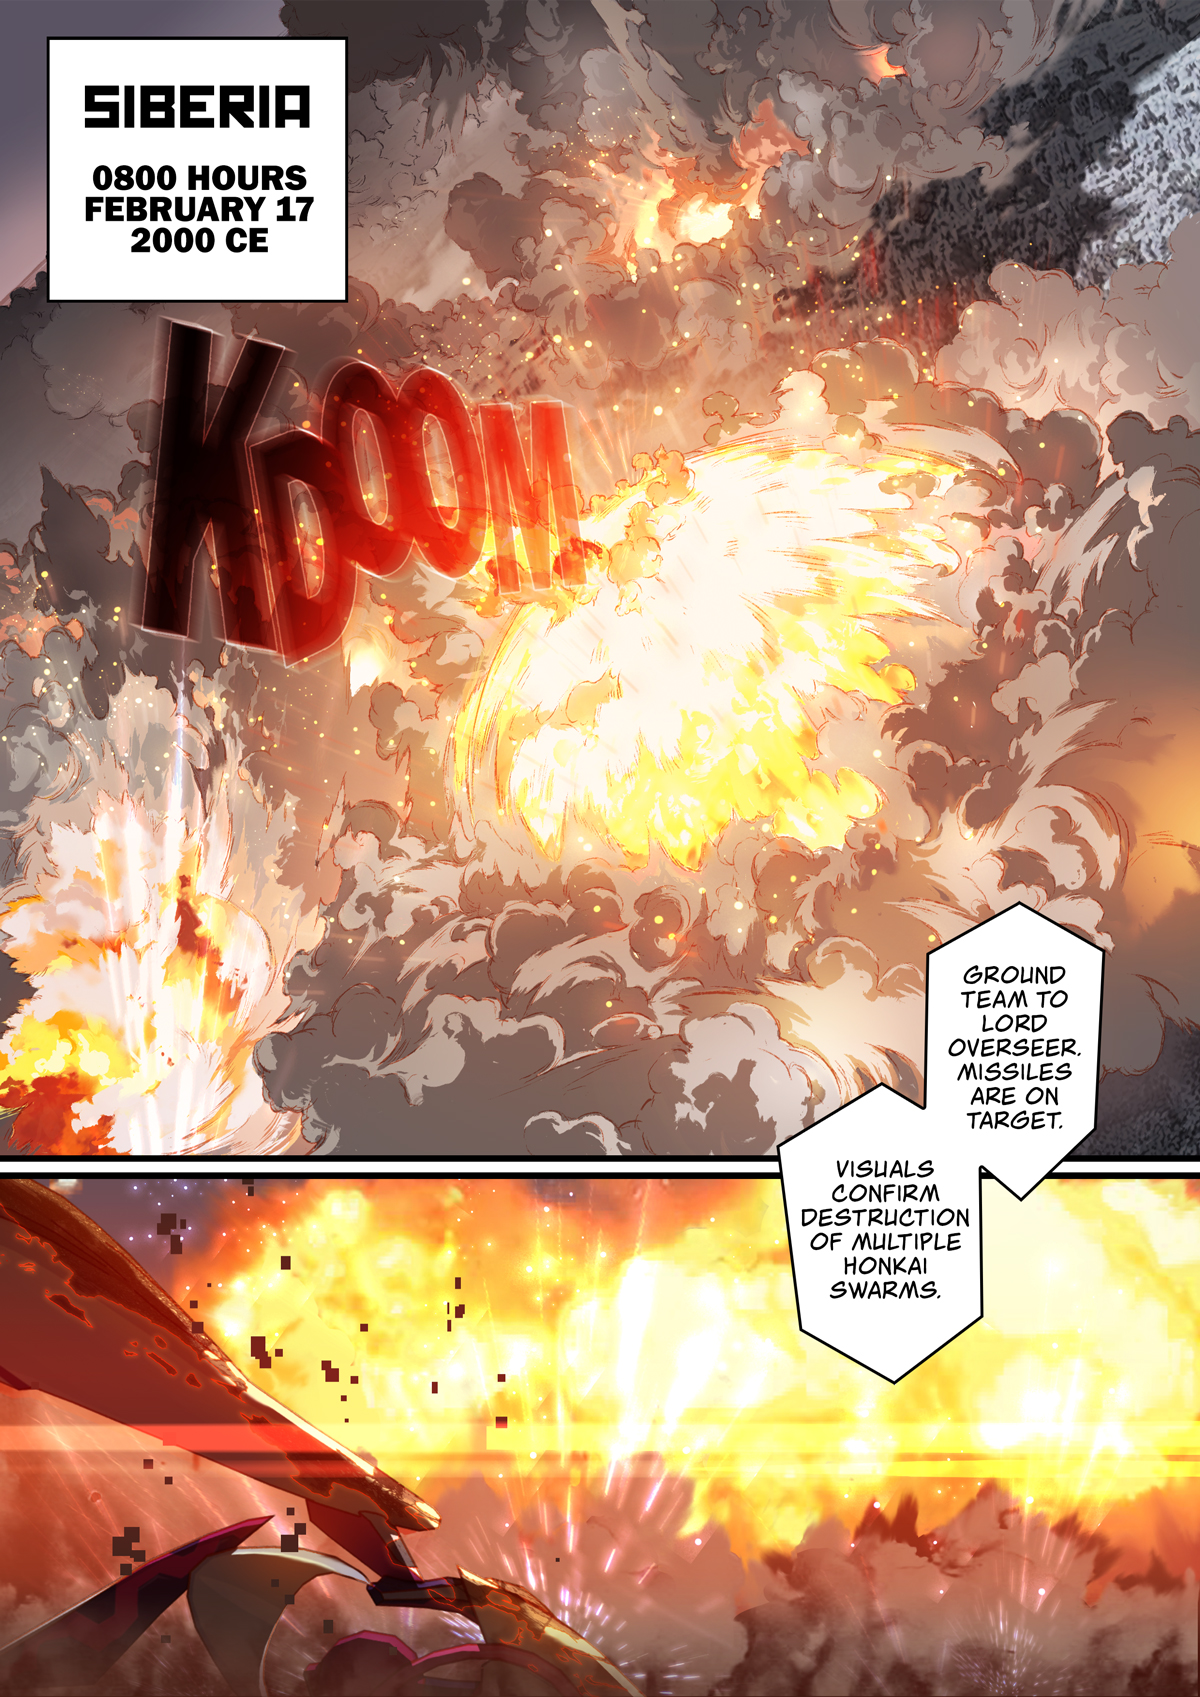 SIBERIA
0800 HOURS
FEBRUARY 17
2000 CE
KDOOM
GROUND
TEAM TO
LORD
OVERSEER.
MISSILES
ARE ON
TARGET.
VISUALS
CONFIRM
DESTRUCTION
OF MULTIPLE
HONKAI
SWARMS.